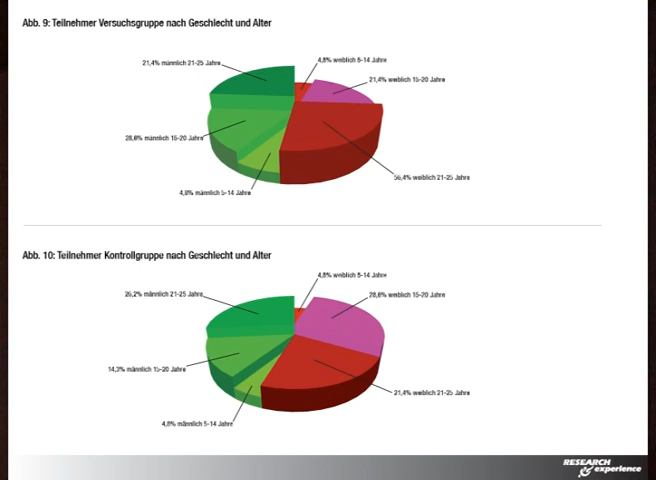 Abb. 9: Teilnehmer Versuchsgruppe nach Geschlecht und Alter
4,8% weiblich 5-14 Jahre
21,4% männlich 21-25 Jahre
21,4% weiblich 15-20 Jahre
28,6% männlich 15-20 Jahre
weiblich 21-25 Jahre
4,8% männlich 5-14 Jahre
Abb. 10: Teilnehmer Kontrollgruppe nach Geschlecht und Alter
4,8% weiblich 5-14 Jahre
26,2% männlich 21-25 Jahre
28,6% weiblich 15-20 Jahre
14,3% männlich 15-20 Jahre
21,4% weiblich 21-25 Jahre
4,8% männlich 5-14 Jahre
RESEARCH
& experience